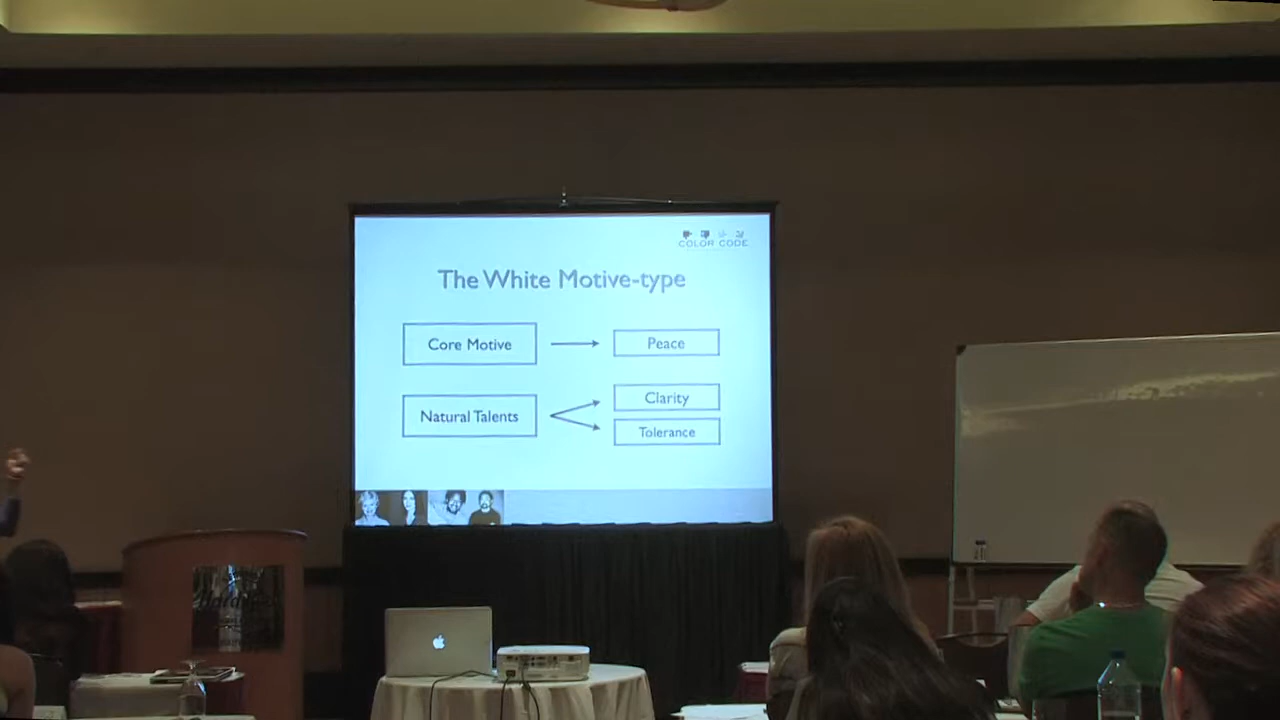 COLOR CODE
The White Motive-type
Core Motive
Peace
Natural Talents
Clarity
Tolerance